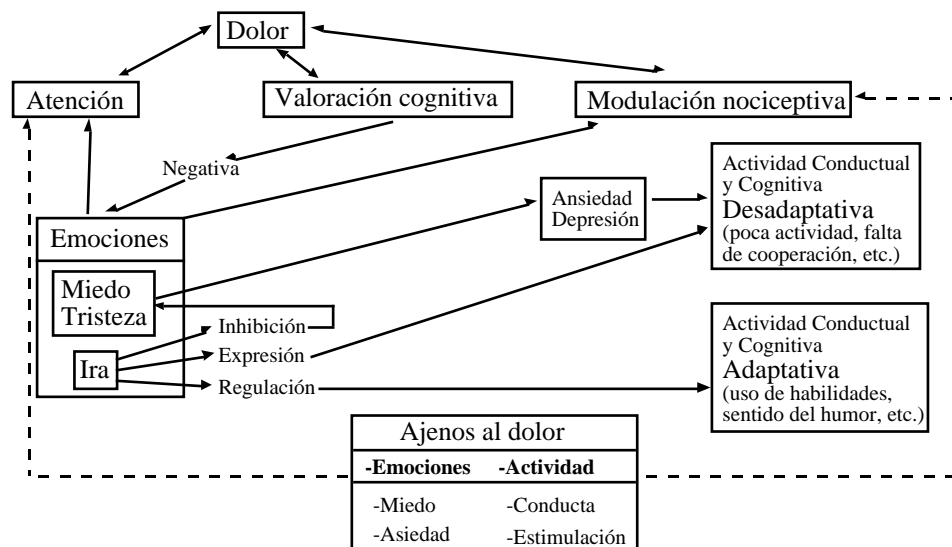 Dolor
Atención
Valoración cognitiva
Modulación nociceptiva
Negativa
Actividad Conductual
y Cognitiva
Desadaptativa
(poca actividad, falta
de cooperación, etc.)
Ansiedad
Depresión
Emociones
Miedo
Tristeza
Inhibición
Ira
Expresión
Regulación
Actividad Conductual
y Cognitiva
Adaptativa
(uso de habilidades,
sentido del humor, etc.)
Ajenos al dolor
-Emociones -Actividad
-Miedo -Conducta
-Asiedad -Estimulación